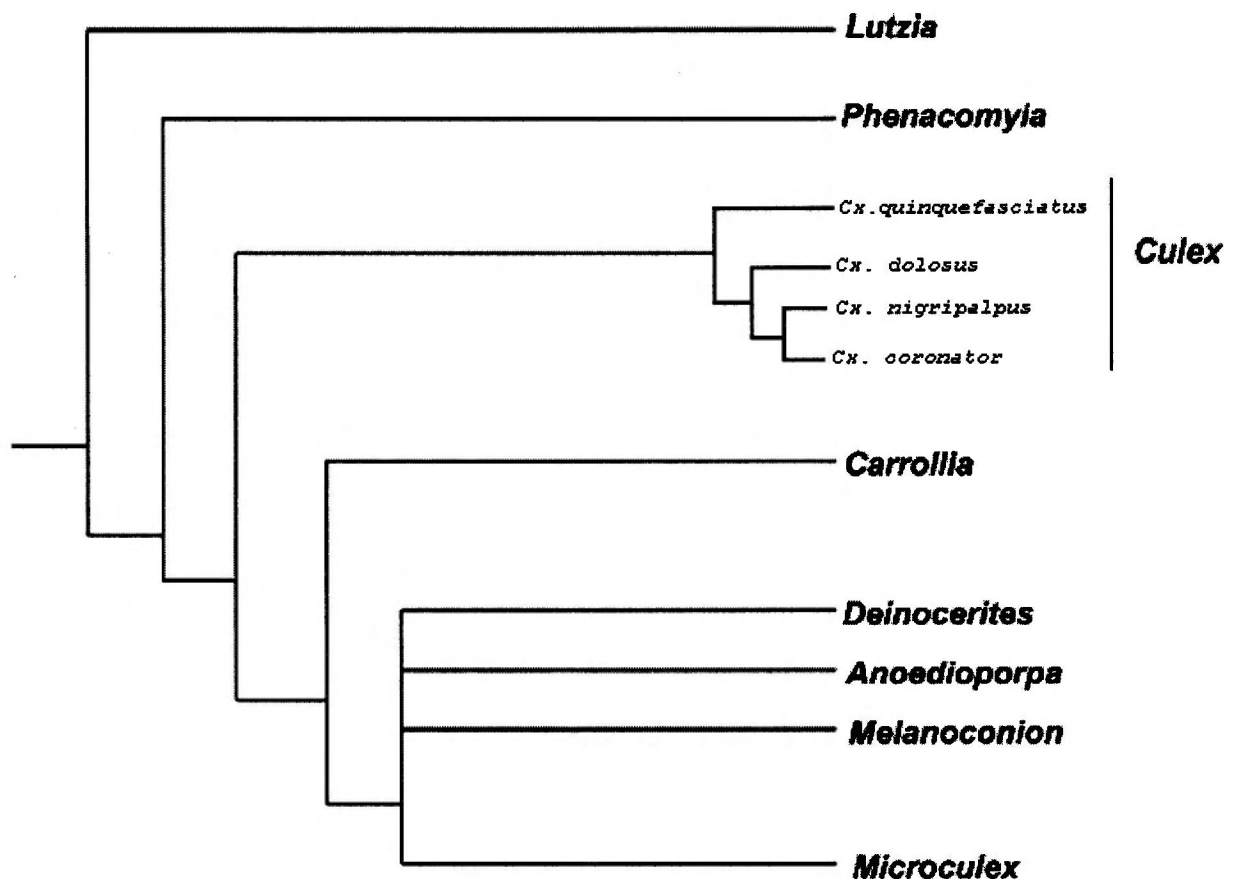 Lutzia
Phenacomyia
Cx.quinquefasciatus
Cx. dolosus
Culex
Cx. nigripalpus
Cx. coronator
Carrollia
Deinocerites
Anoedioporpa
Melanoconion
Microculex